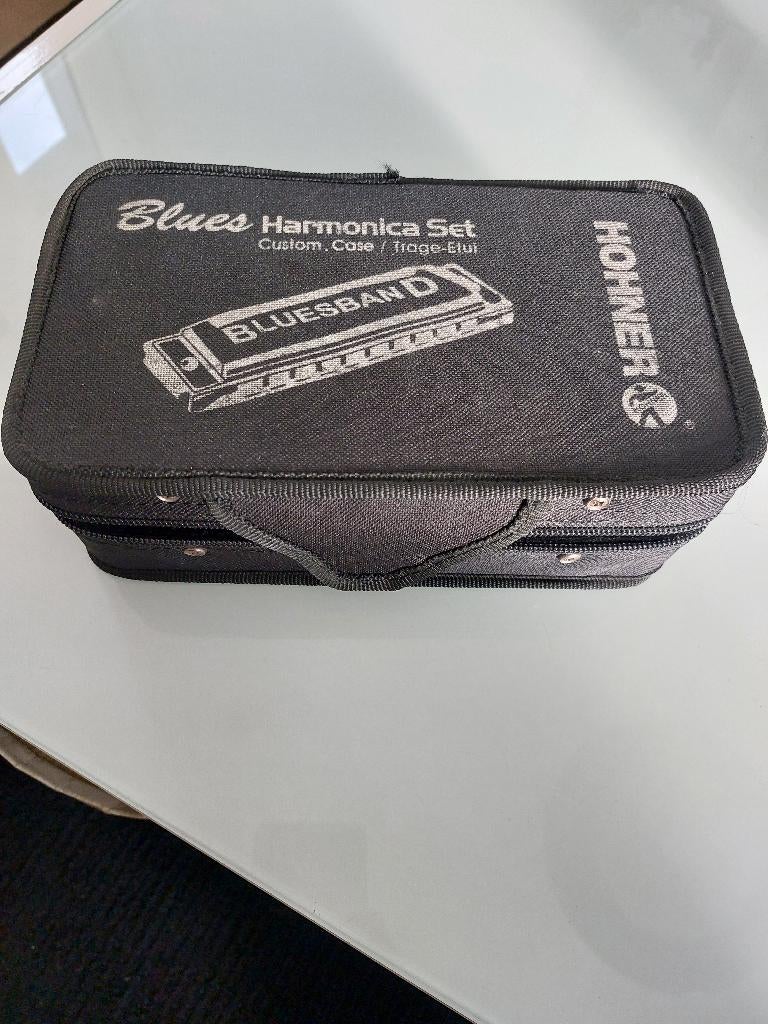 Blues Harmonica Set
Custom.Case / Trage-Etui
BLUESBAND
HOHNER
®